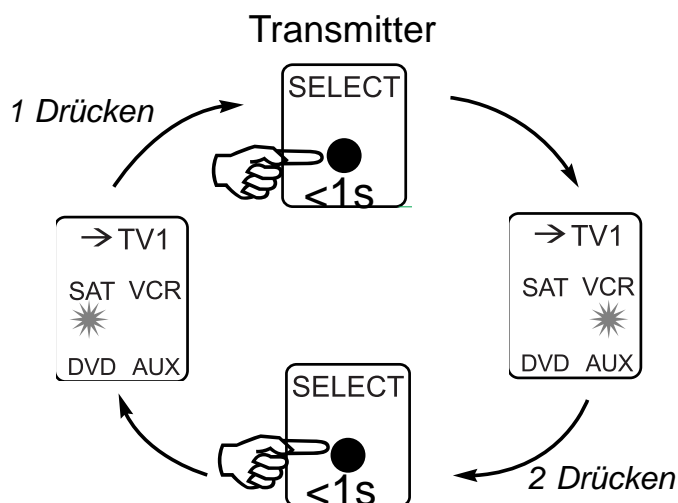 Transmitter
1 Drücken
SELECT
<1s
→TV1
SAT VCR
DVD AUX
→TV1
SAT VCR
DVD AUX
SELECT
<1s
2 Drücken